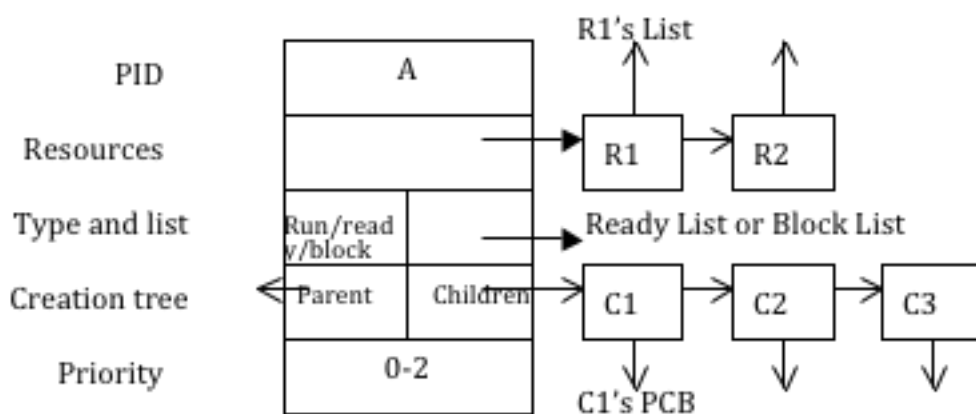 R1's List
PID A
Resources R1 R2
Type and list Run/read
y/block Ready List or Block List
Creation tree Parent Children C1 C2 C3
Priority 0-2
C1's PCB